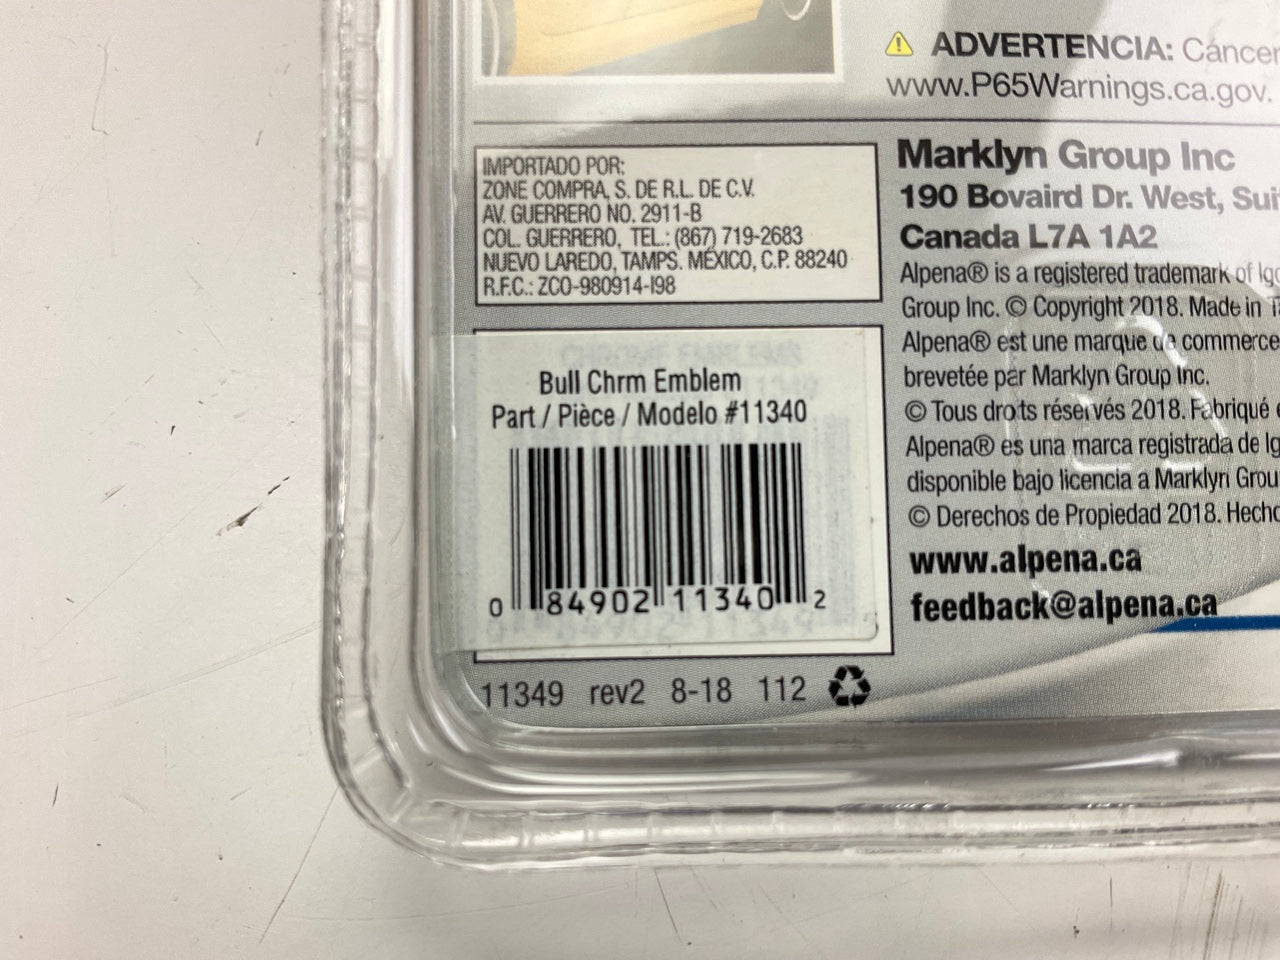 ⚠ ADVERTENCIA: Cáncer
www.P65Warnings.ca.gov.
IMPORTADO POR:
ZONE COMPRA, S. DE R.L. DE C.V.
AV. GUERRERO NO. 2911-B
COL. GUERRERO, TEL.: (867) 719-2683
NUEVO LAREDO, TAMPS. MÉXICO, C.P. 88240
R.F.C.: ZCO-980914-I98
Marklyn Group Inc
190 Bovaird Dr. West, Sui
Canada L7A 1A2
Alpena® is a registered trademark of Igc
Group Inc. © Copyright 2018. Made in T
Alpena® est une marque de commerce
brevetée par Marklyn Group Inc.
© Tous droits réservés 2018. Fabriqué
Alpena® es una marca registrada de Ig
disponible bajo licencia a Marklyn Grou
© Derechos de Propiedad 2018. Hecho
www.alpena.ca
feedback@alpena.ca
CHROME EMBLEMS
Bull Chrm Emblem
Part / Pièce / Modelo #11340
0 84902 11340 2
11349 rev2 8-18 112